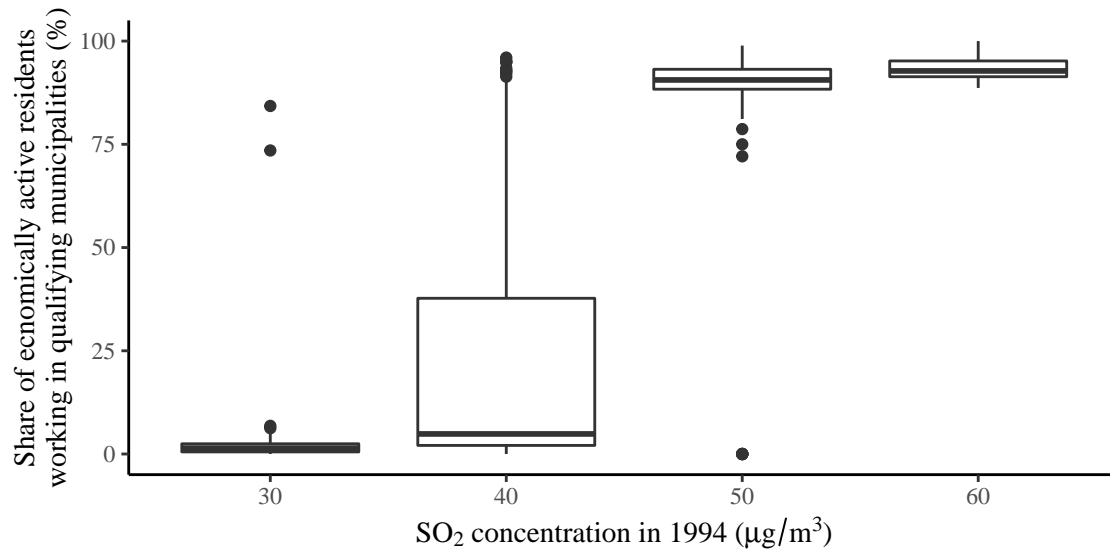 Share of ecnomically active residents
working in qualifying municipalities (%)
100
75
50
25
0
30 40 50 60
SO₂ concentration in 1994 (μg/m³)